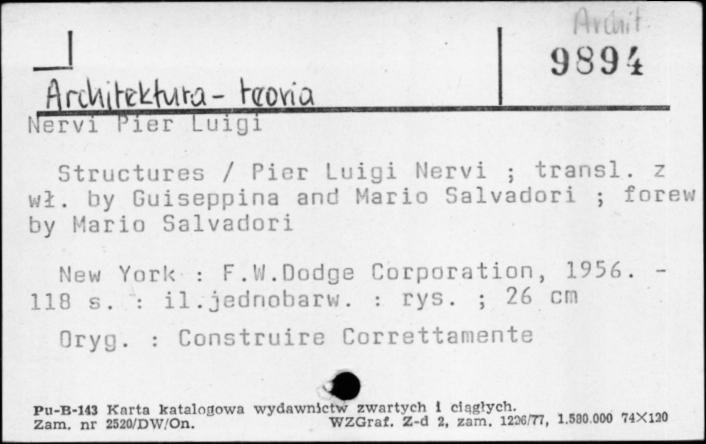 Archit.
9894
Architektura - teoria
Nervi Pier Luigi
Structures / Pier Luigi Nervi ; transl. z
wł. by Guiseppina and Mario Salvadori ; forew
by Mario Salvadori
New York : F.W.Dodge Corporation, 1956. -
118 s. : il.jednobarw. : rys. ; 26 cm
Oryg. : Construire Correttamente
Pu-B-143 Karta katalogowa wydawnictw zwartych i ciągłych.
Zam. nr 2520/DW/On. WZGraf. Z-d 2, zam. 1226/77, 1.580.000 74×120